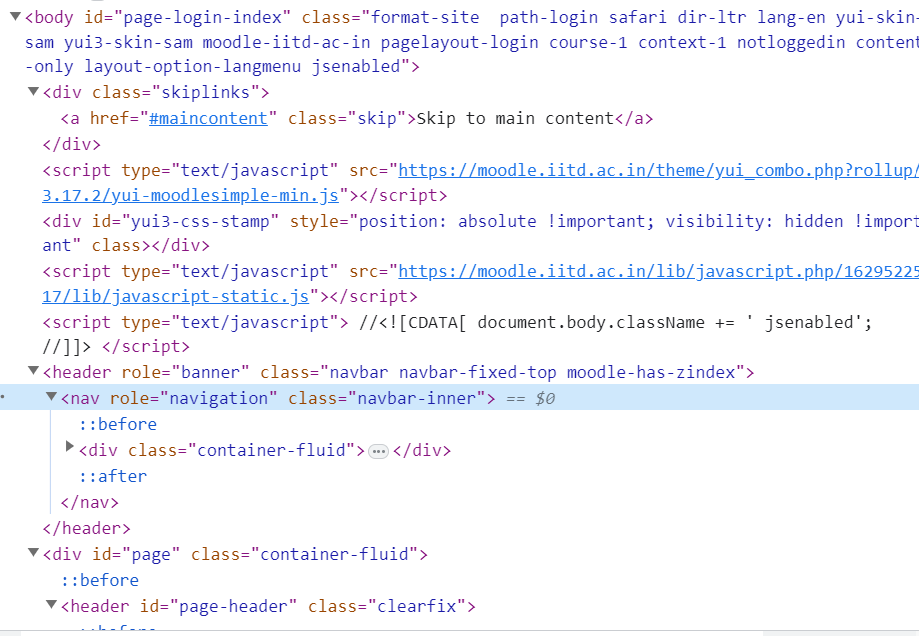 ▼<body id="page-login-index" class="format-site  path-login safari dir-ltr lang-en yui-skin-
sam yui3-skin-sam moodle-iitd-ac-in pagelayout-login course-1 context-1 notloggedin content
-only layout-option-langmenu jsenabled">
▼<div class="skiplinks">
<a href="#maincontent" class="skip">Skip to main content</a>
</div>
<script type="text/javascript" src="https://moodle.iitd.ac.in/theme/yui_combo.php?rollup/
3.17.2/yui-moodlesimple-min.js"></script>
<div id="yui3-css-stamp" style="position: absolute !important; visibility: hidden !import
ant" class></div>
<script type="text/javascript" src="https://moodle.iitd.ac.in/lib/javascript.php/16295225
17/lib/javascript-static.js"></script>
<script type="text/javascript"> //<![CDATA[ document.body.className += ' jsenabled';
//]]> </script>
▼<header role="banner" class="navbar navbar-fixed-top moodle-has-zindex">
▼<nav role="navigation" class="navbar-inner"> == $0
::before
▶<div class="container-fluid">…</div>
::after
</nav>
</header>
▼<div id="page" class="container-fluid">
::before
▼<header id="page-header" class="clearfix">
::before